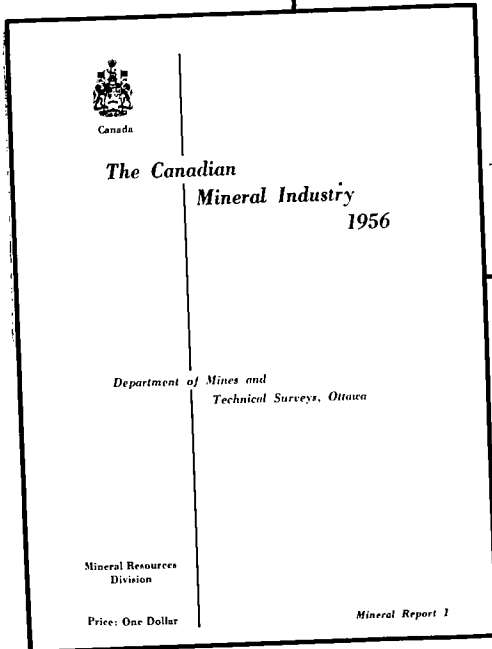 Canada
The Canadian
Mineral Industry
1956
Department of Mines and
Technical Surveys, Ottawa
Mineral Resources
Division
Price: One Dollar
Mineral Report 1